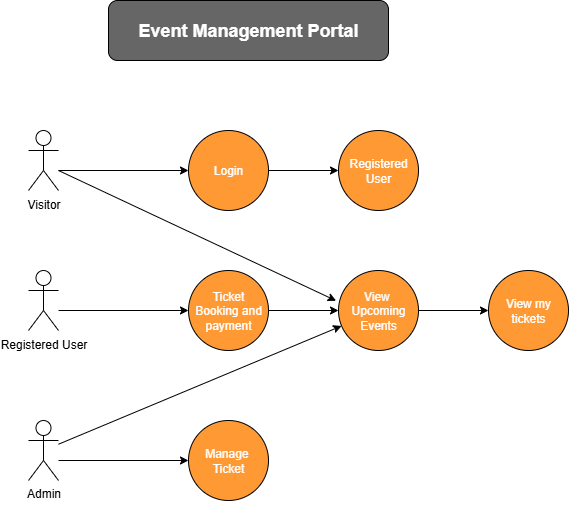 Event Management Portal
Login
Registered
User
Visitor
Ticket
Booking and
payment
View
Upcoming
Events
View my
tickets
Registered User
Manage
Ticket
Admin